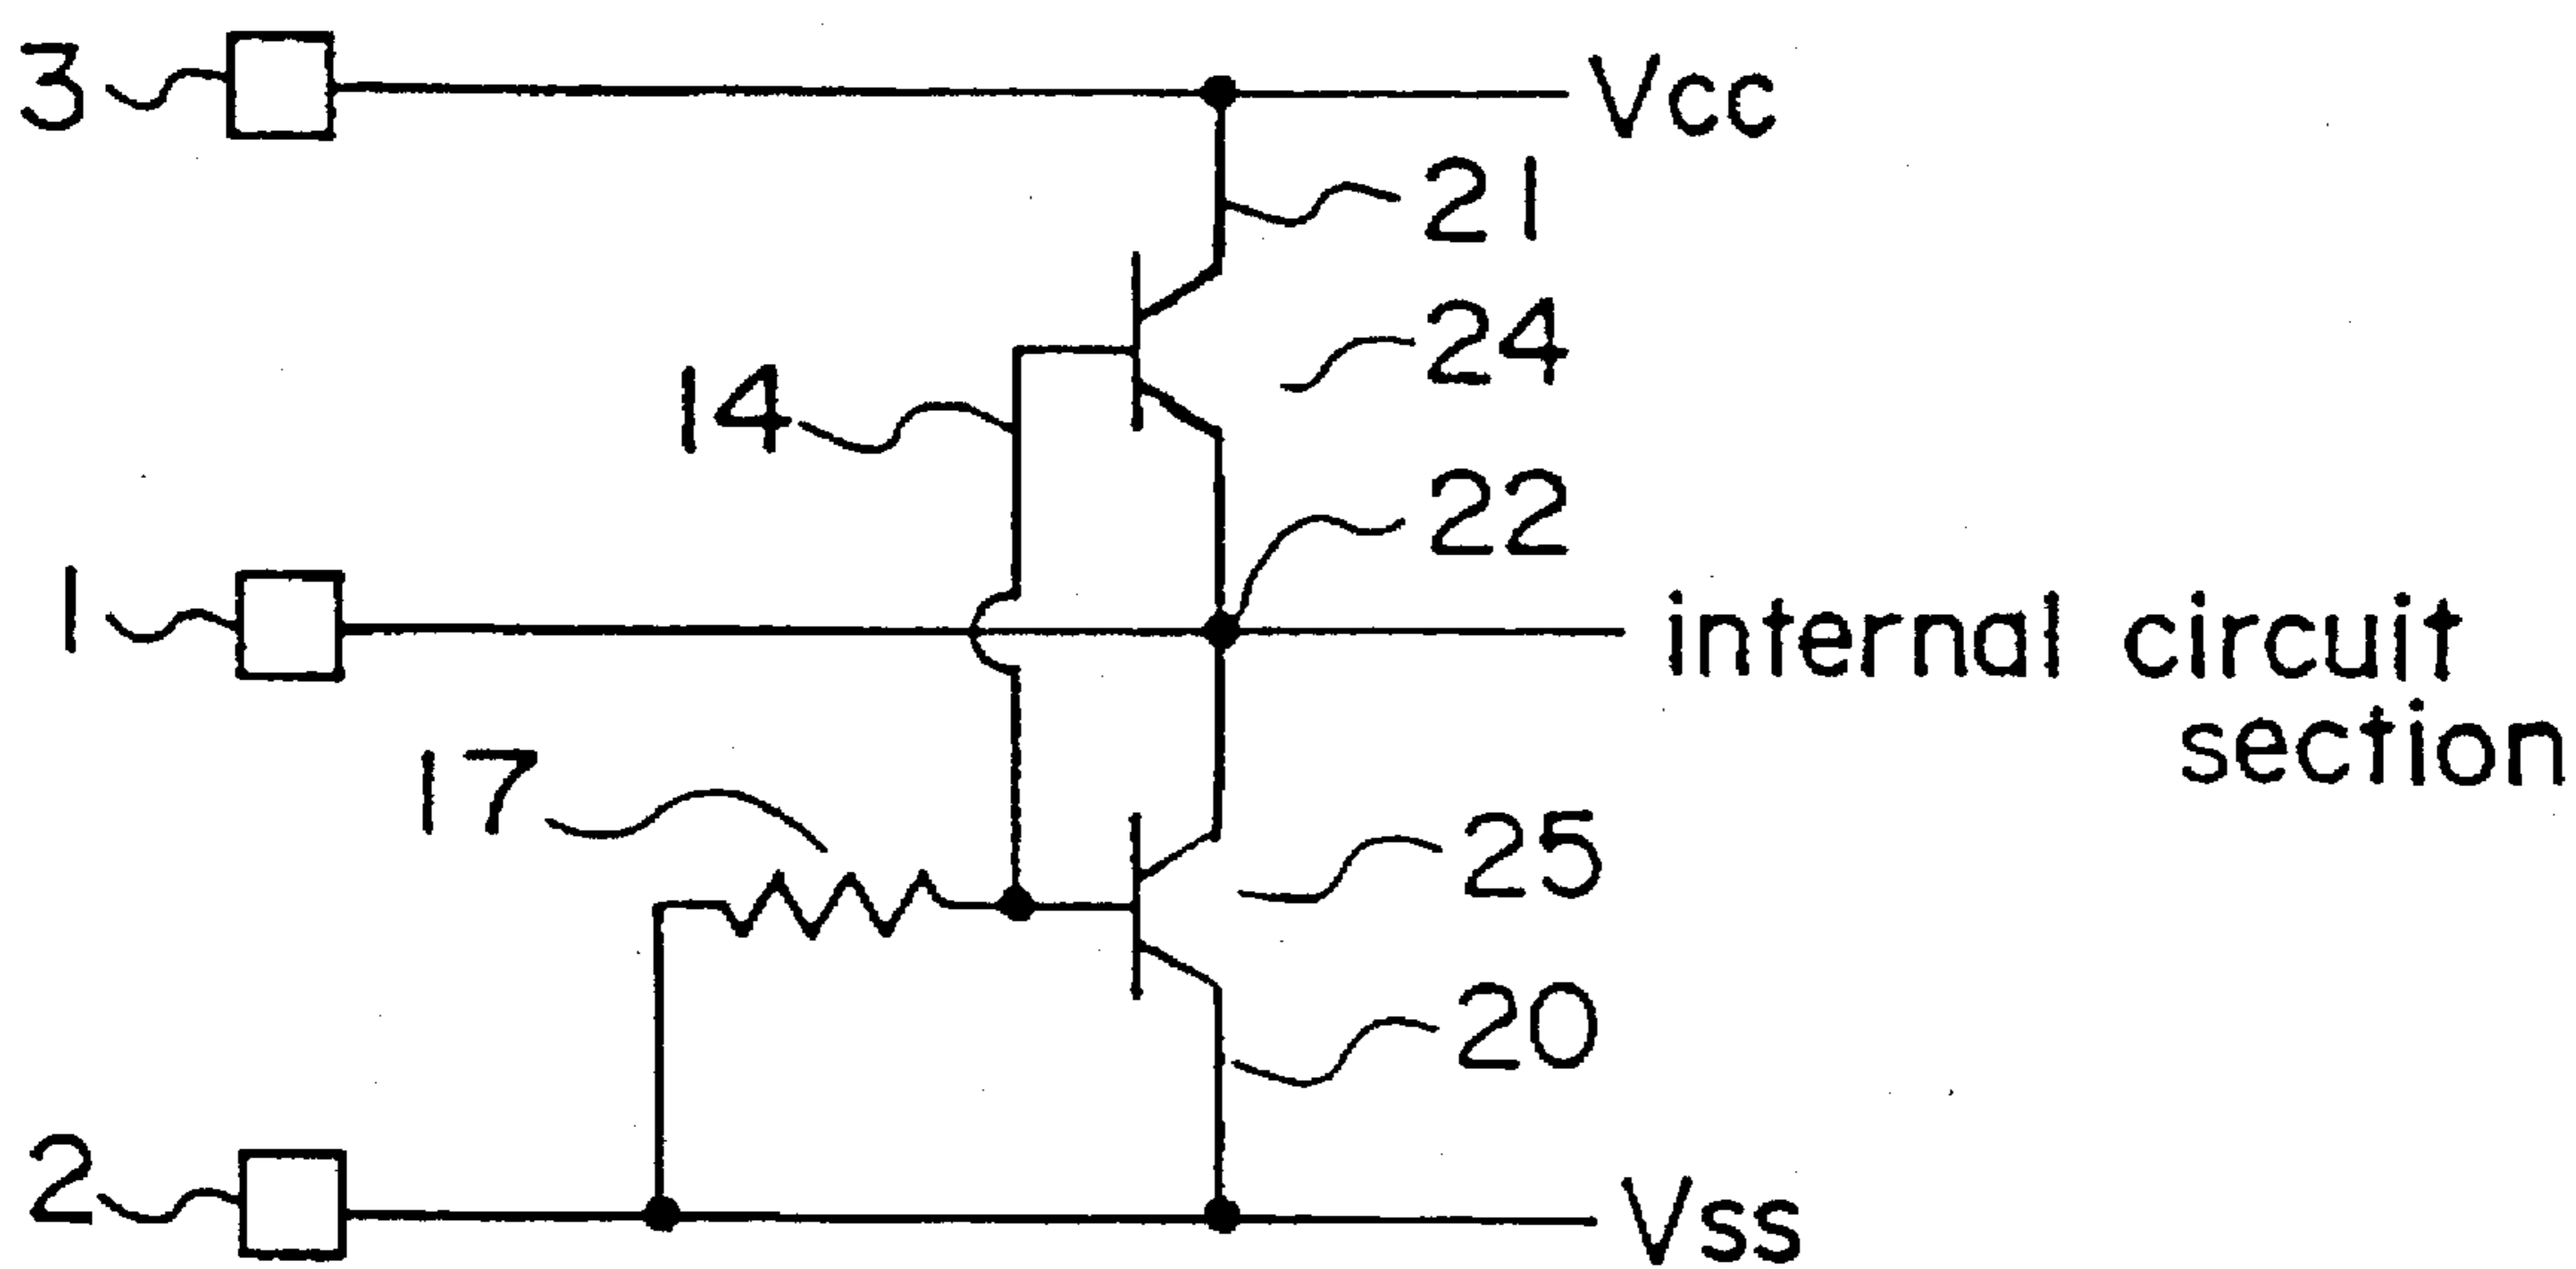 3
Vcc
21
24
14
22
1
internal circuit
section
17
25
20
2
Vss